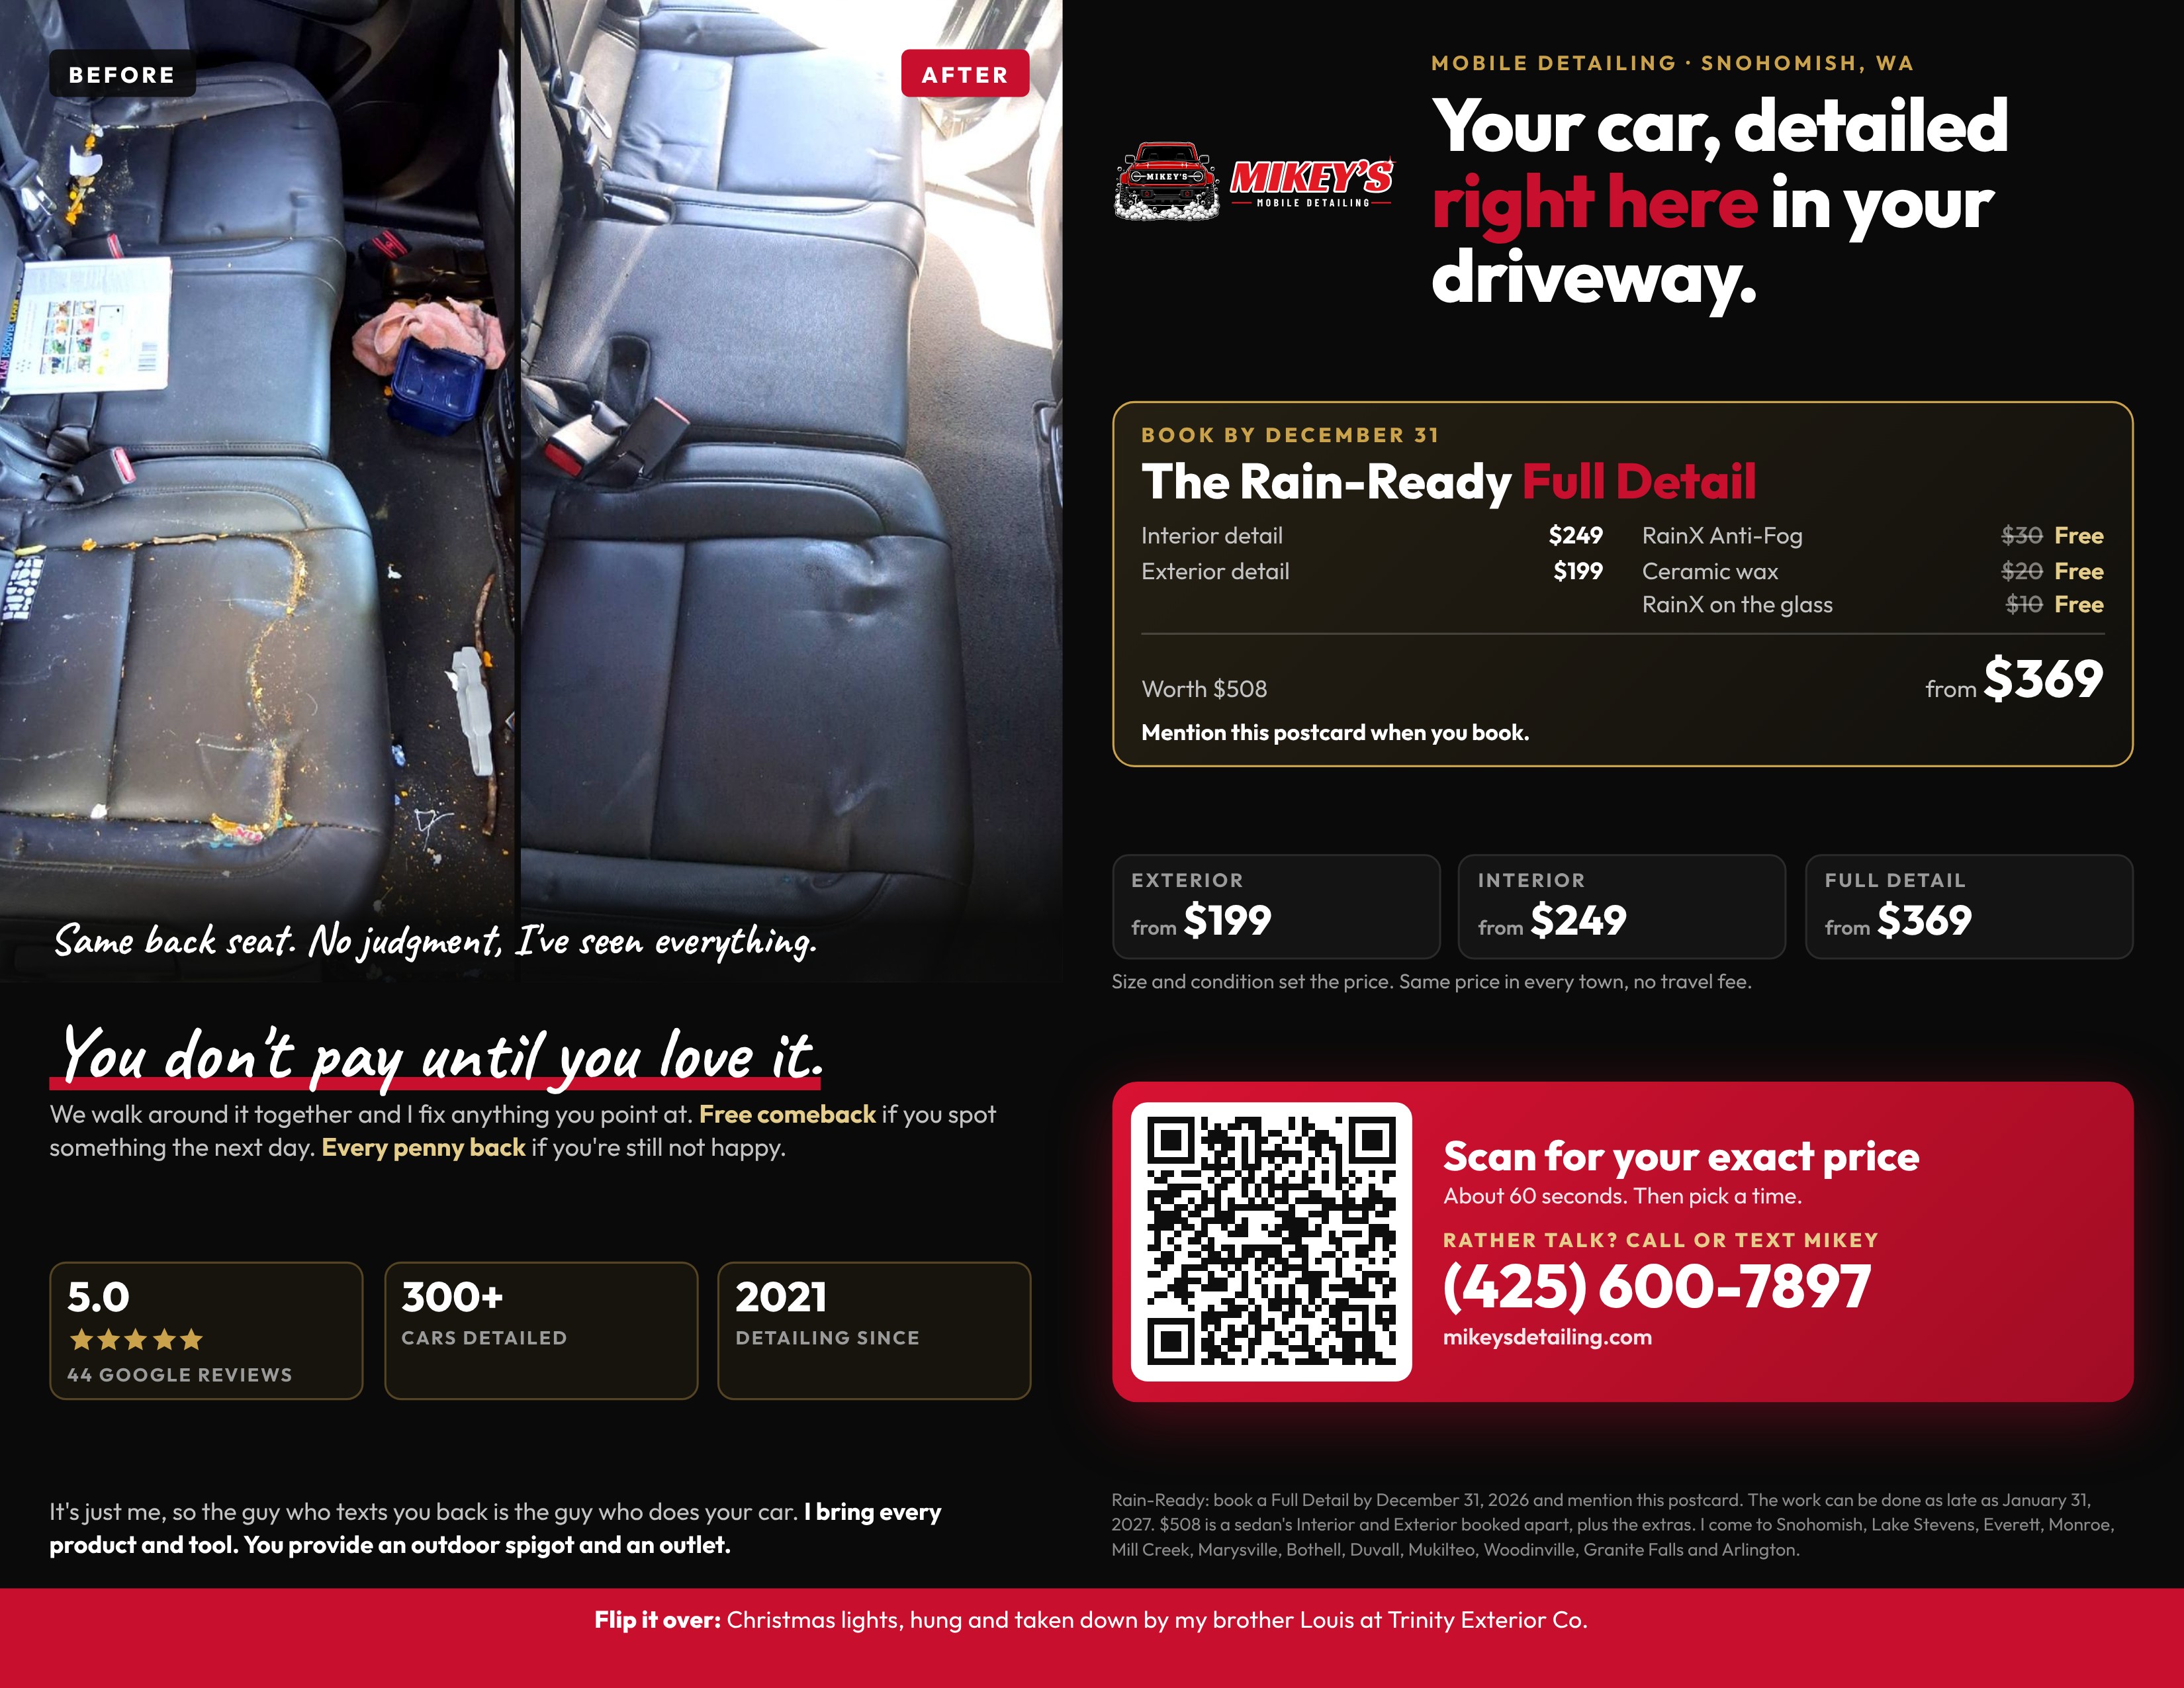 BEFORE
AFTER
Same back seat. No judgment, I've seen everything.
You don't pay until you love it.
We walk around it together and I fix anything you point at. Free comeback if you spot
something the next day. Every penny back if you're still not happy.
5.0
44 GOOGLE REVIEWS
300+
CARS DETAILED
2021
DETAILING SINCE
It's just me, so the guy who texts you back is the guy who does your car. I bring every
product and tool. You provide an outdoor spigot and an outlet.
MOBILE DETAILING · SNOHOMISH, WA
MIKEY'S
MIKEY'S
MOBILE DETAILING
Your car, detailed
right here in your
driveway.
BOOK BY DECEMBER 31
The Rain-Ready Full Detail
Interior detail $249
Exterior detail $199
RainX Anti-Fog $30 Free
Ceramic wax $20 Free
RainX on the glass $10 Free
Worth $508
from $369
Mention this postcard when you book.
EXTERIOR
from $199
INTERIOR
from $249
FULL DETAIL
from $369
Size and condition set the price. Same price in every town, no travel fee.
Scan for your exact price
About 60 seconds. Then pick a time.
RATHER TALK? CALL OR TEXT MIKEY
(425) 600-7897
mikeysdetailing.com
Rain-Ready: book a Full Detail by December 31, 2026 and mention this postcard. The work can be done as late as January 31,
2027. $508 is a sedan's Interior and Exterior booked apart, plus the extras. I come to Snohomish, Lake Stevens, Everett, Monroe,
Mill Creek, Marysville, Bothell, Duvall, Mukilteo, Woodinville, Granite Falls and Arlington.
Flip it over: Christmas lights, hung and taken down by my brother Louis at Trinity Exterior Co.